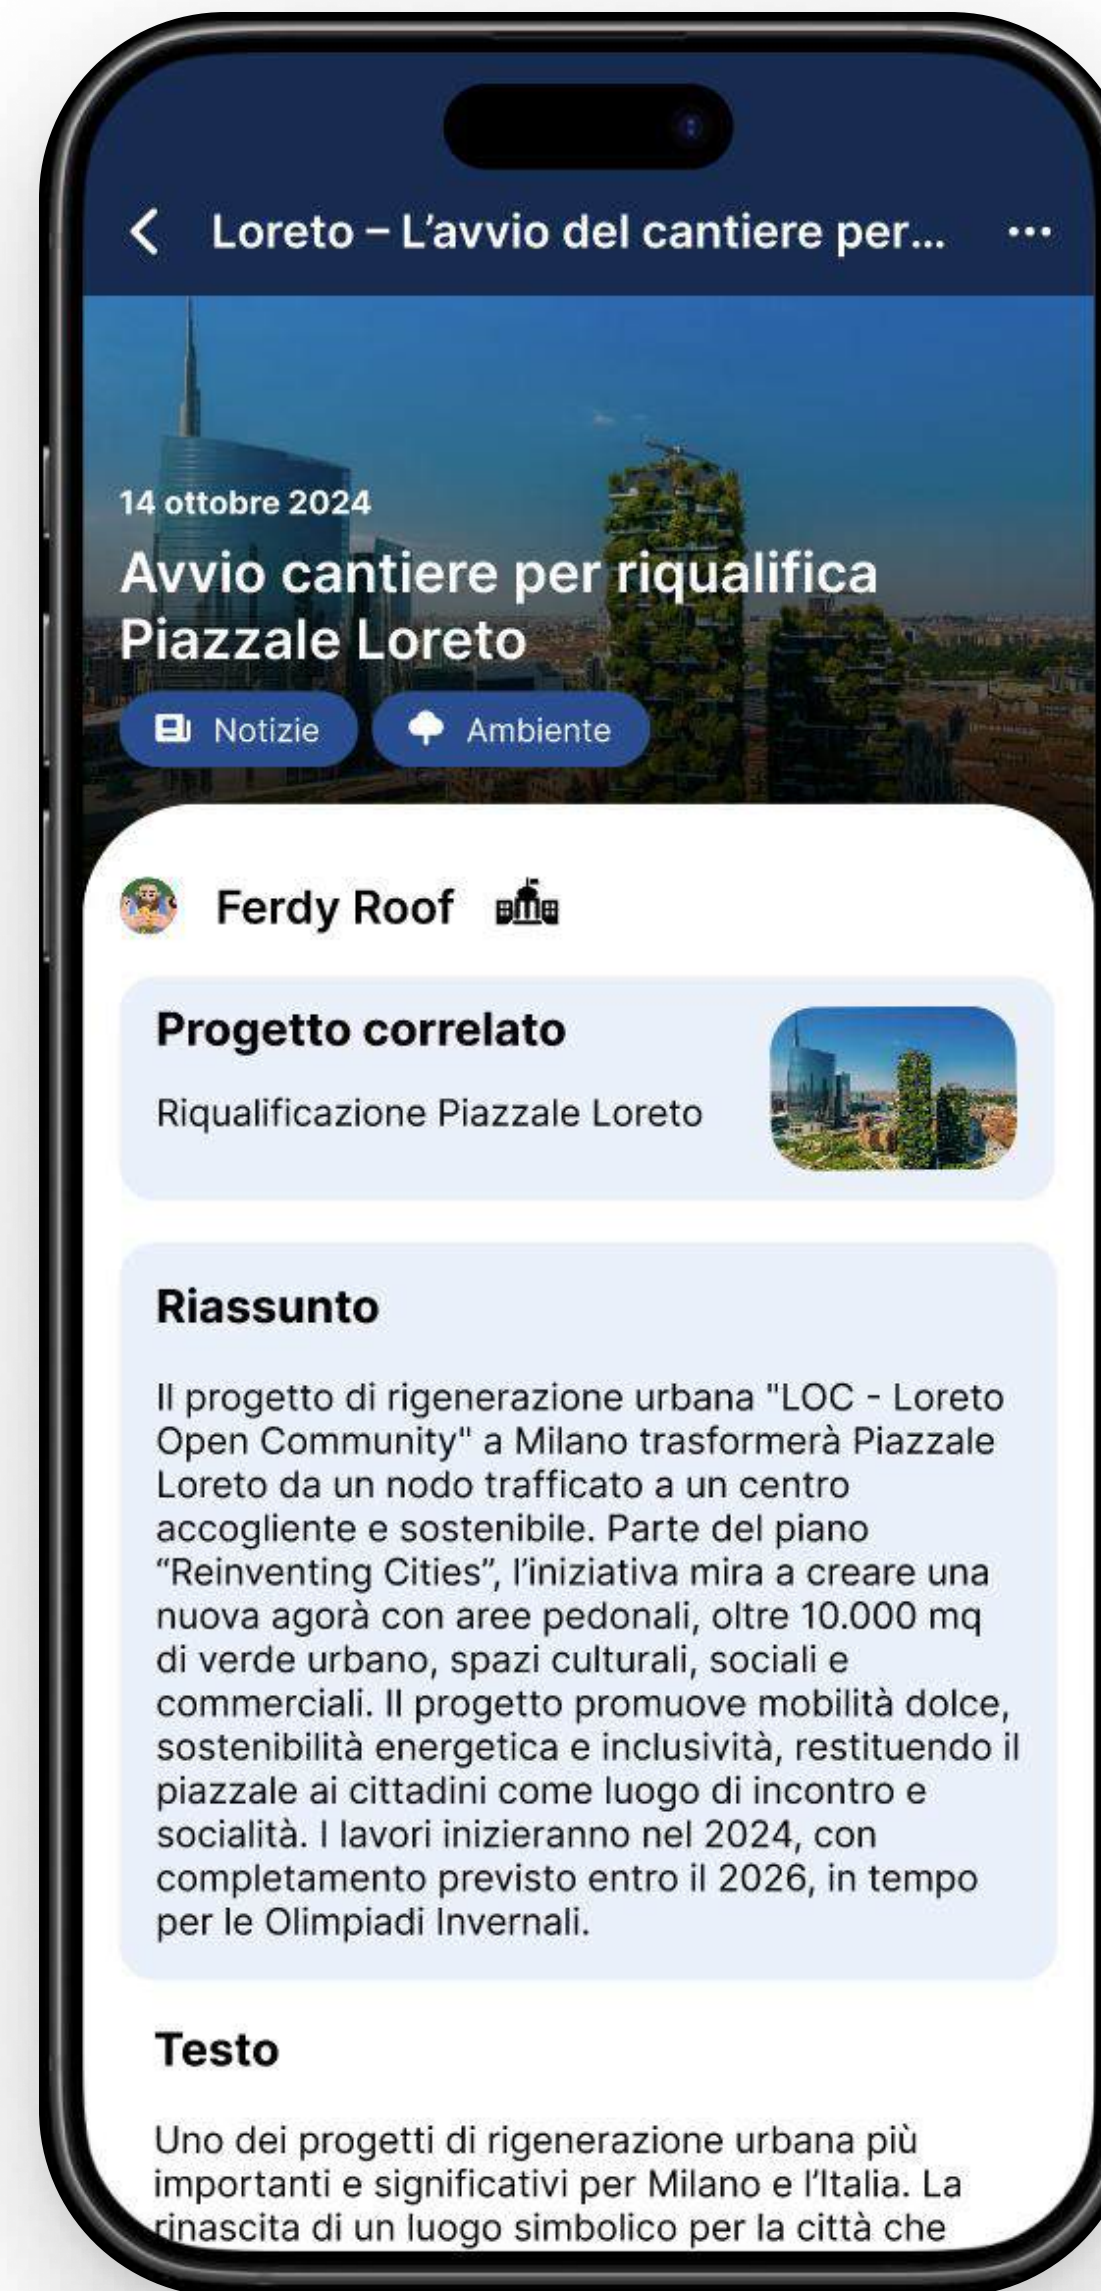 Loreto – L’avvio del cantiere per...
14 ottobre 2024
Avvio cantiere per riqualifica
Piazzale Loreto
Notizie
Ambiente
Ferdy Roof
Progetto correlato
Riqualificazione Piazzale Loreto
Riassunto
Il progetto di rigenerazione urbana "LOC - Loreto
Open Community" a Milano trasformerà Piazzale
Loreto da un nodo trafficato a un centro
accogliente e sostenibile. Parte del piano
“Reinventing Cities”, l’iniziativa mira a creare una
nuova agorà con aree pedonali, oltre 10.000 mq
di verde urbano, spazi culturali, sociali e
commerciali. Il progetto promuove mobilità dolce,
sostenibilità energetica e inclusività, restituendo il
piazzale ai cittadini come luogo di incontro e
socialità. I lavori inizieranno nel 2024, con
completamento previsto entro il 2026, in tempo
per le Olimpiadi Invernali.
Testo
Uno dei progetti di rigenerazione urbana più
importanti e significativi per Milano e l’Italia. La
rinascita di un luogo simbolico per la città che